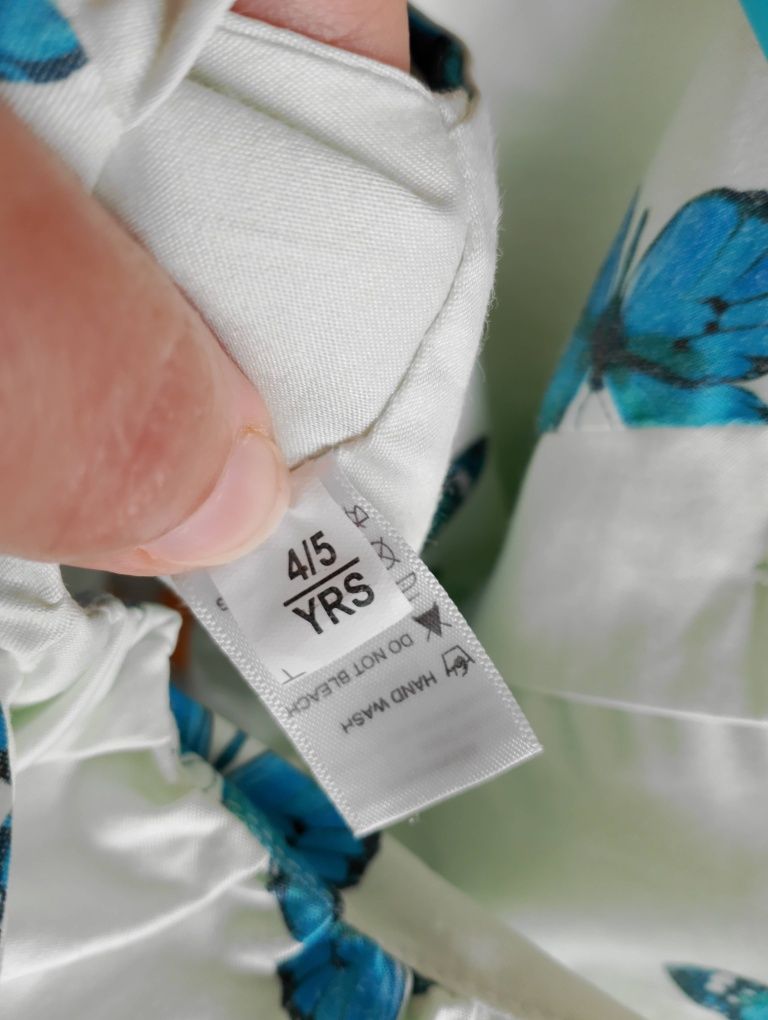 4/5
YRS
HAND WASH
DO NOT BLEACH